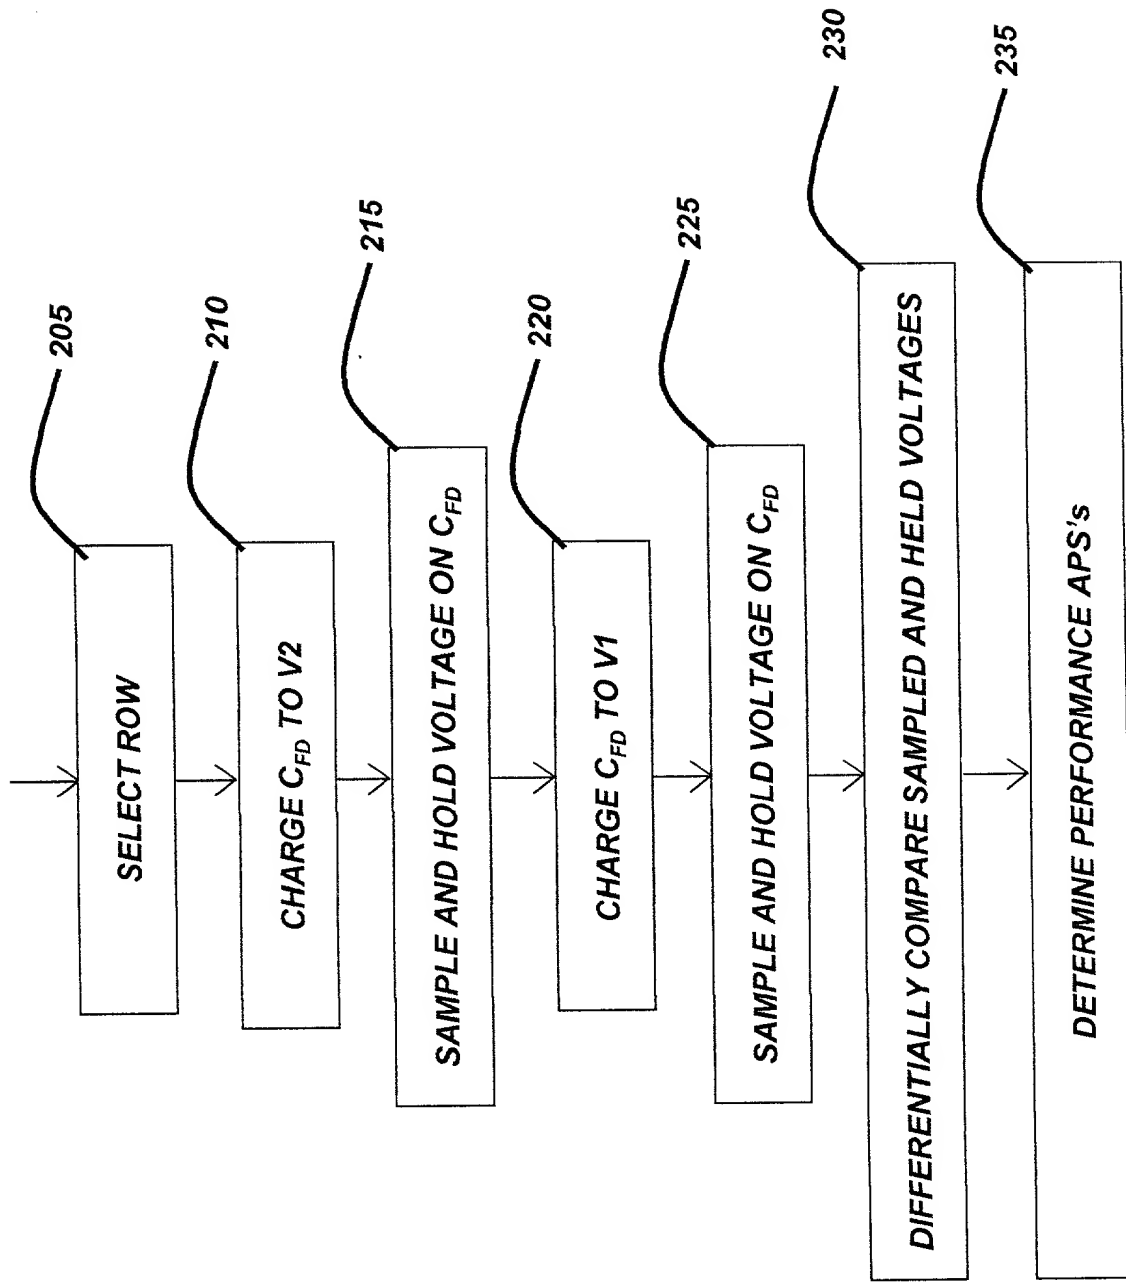 205
SELECT ROW
210
CHARGE C_FD TO V2
215
SAMPLE AND HOLD VOLTAGE ON C_FD
220
CHARGE C_FD TO V1
225
SAMPLE AND HOLD VOLTAGE ON C_FD
230
DIFFERENTIALLY COMPARE SAMPLED AND HELD VOLTAGES
235
DETERMINE PERFORMANCE APS's